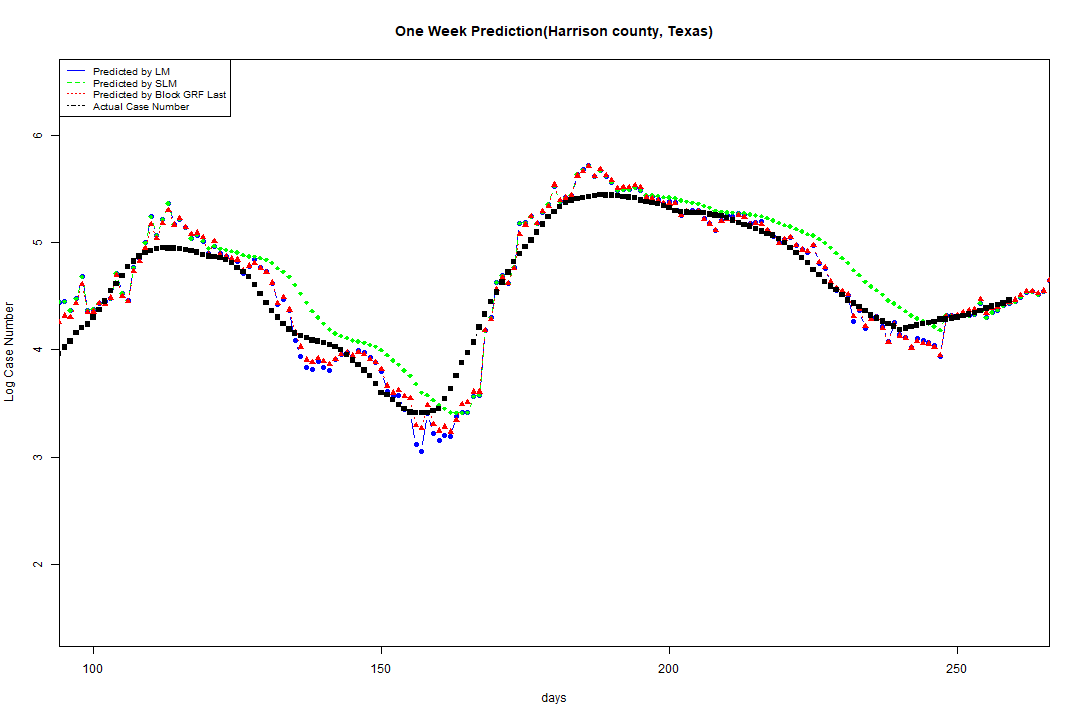 One Week Prediction(Harrison county, Texas)
Predicted by LM
Predicted by SLM
Predicted by Block GRF Last
Actual Case Number
6
5
4
3
2
Log Case Number
100
150
200
250
days